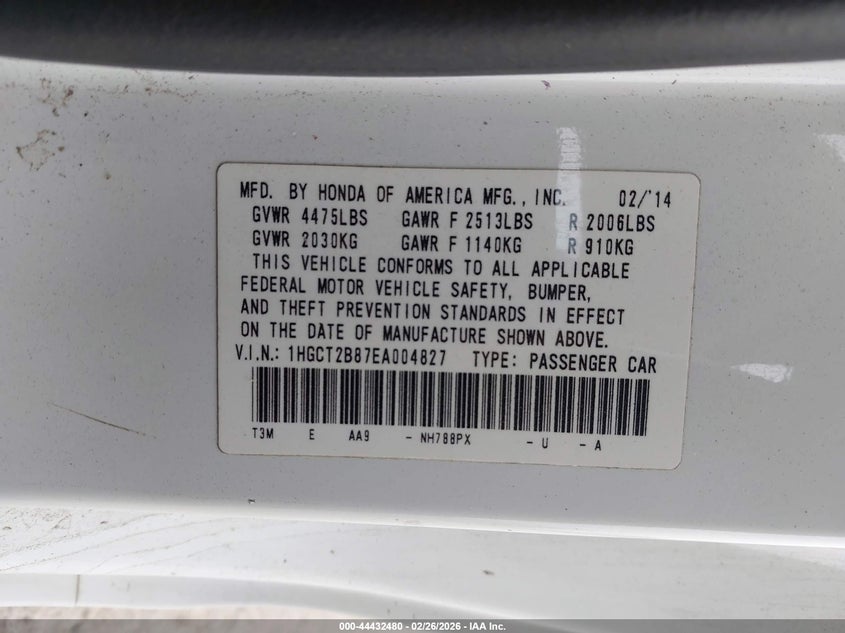 MFD. BY HONDA OF AMERICA MFG., INC. 02/'14
GVWR 4475LBS GAWR F 2513LBS R 2006LBS
GVWR 2030KG GAWR F 1140KG R 910KG
THIS VEHICLE CONFORMS TO ALL APPLICABLE
FEDERAL MOTOR VEHICLE SAFETY, BUMPER,
AND THEFT PREVENTION STANDARDS IN EFFECT
ON THE DATE OF MANUFACTURE SHOWN ABOVE.
V.I.N.: 1HGCT2B87EA004827 TYPE: PASSENGER CAR
T3M E AA9 - NH788PX - U - A
000-44432480 - 02/26/2026 - IAA Inc.